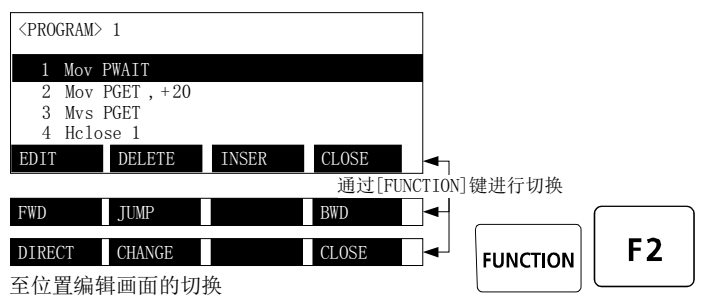 <PROGRAM> 1
1 Mov PWAIT
2 Mov PGET , +20
3 Mvs PGET
4 Hclose 1
EDIT DELETE INSER CLOSE
通过[FUNCTION]键进行切换
FWD JUMP BWD
DIRECT CHANGE CLOSE
FUNCTION F2
至位置编辑画面的切换